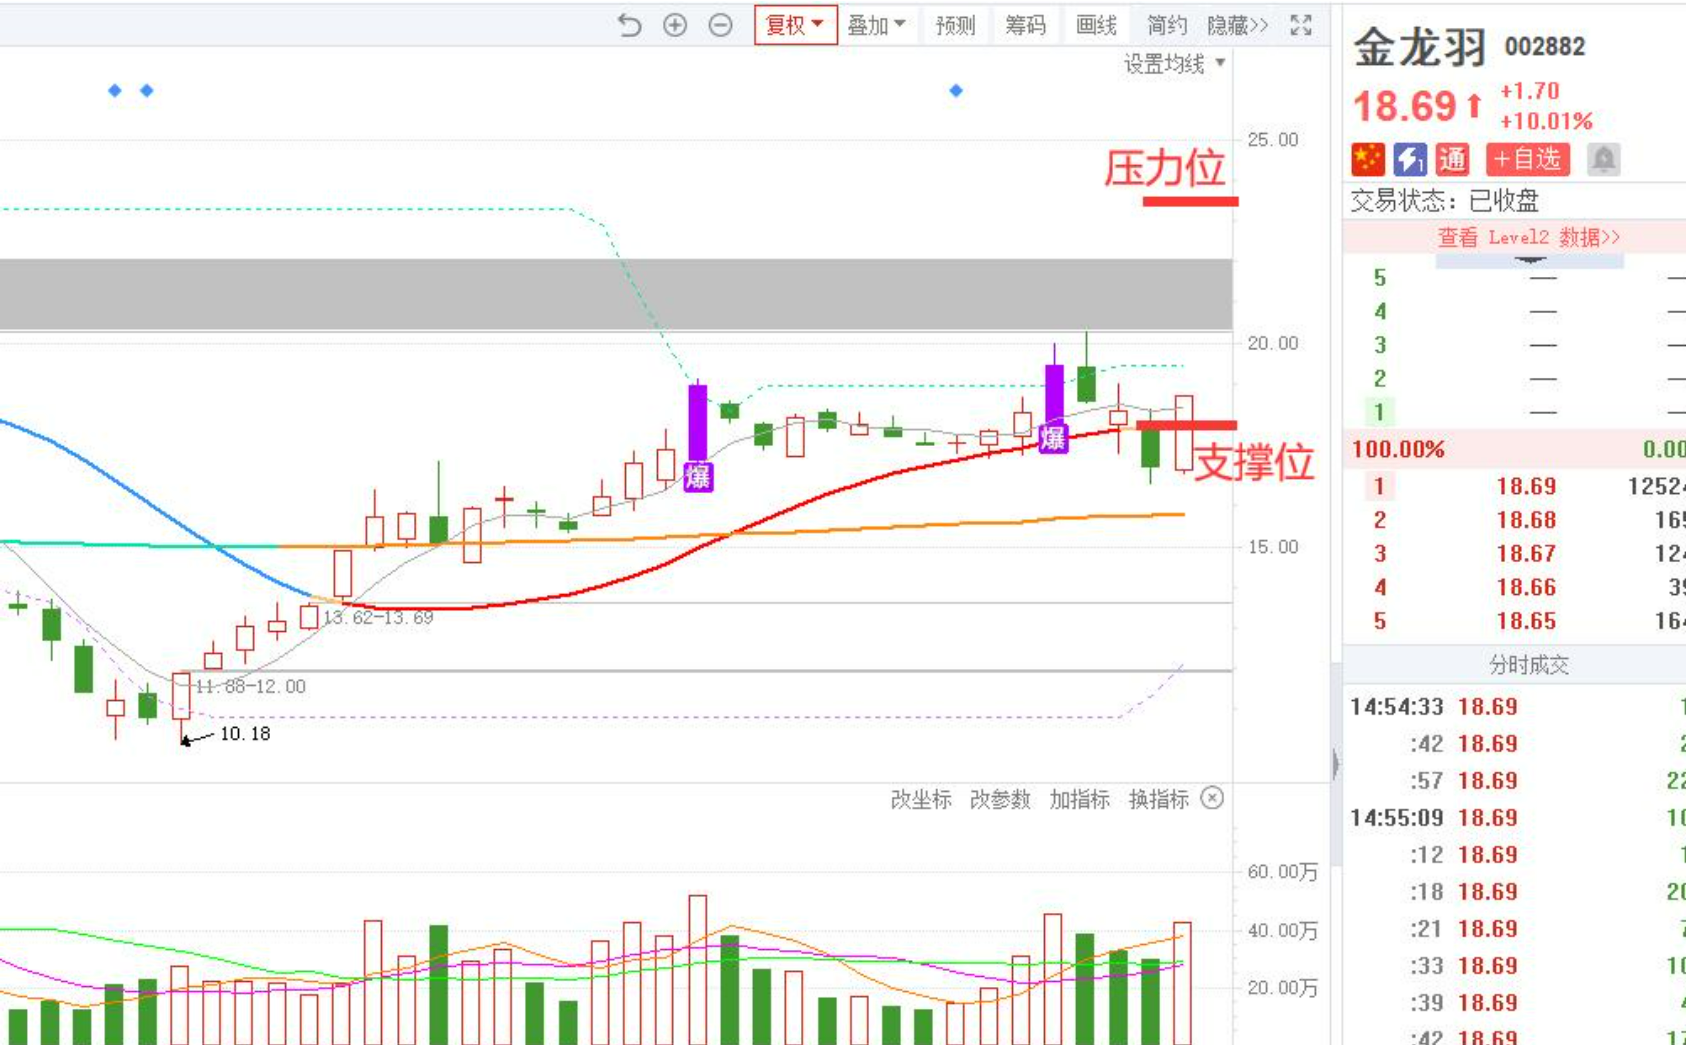 复权 叠加 预测 筹码 画线 简约 隐藏>>
设置均线
25.00
压力位
20.00
爆
爆
支撑位
15.00
13.62-13.69
11.88-12.00
10.18
改坐标 改参数 加指标 换指标
60.00万
40.00万
20.00万
金龙羽 002882
18.69 +1.70
+10.01%
1 通 +自选
交易状态：已收盘
查看 Level2 数据>>
5 —
4 —
3 —
2 —
1 —
100.00% 0.00
1 18.69 12524
2 18.68 165
3 18.67 124
4 18.66 39
5 18.65 164
分时成交
14:54:33 18.69 1
:42 18.69 2
:57 18.69 22
14:55:09 18.69 10
:12 18.69 1
:18 18.69 20
:21 18.69
:33 18.69 10
:39 18.69 4
:42 18.69 17